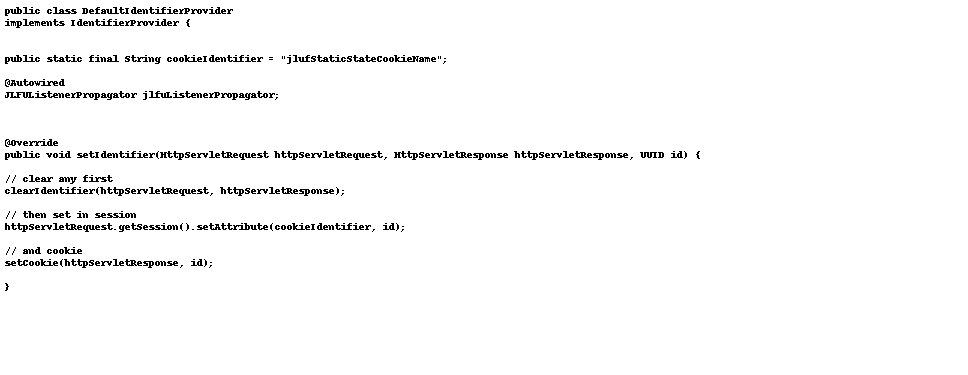 public class DefaultIdentifierProvider
implements IdentifierProvider {
public static final String cookieIdentifier = "jlufStaticStateCookieName";
@Autowired
JLFUListenerPropagator jlfuListenerPropagator;
@Override
public void setIdentifier(HttpServletRequest httpServletRequest, HttpServletResponse httpServletResponse, UUID id) {
// clear any first
clearIdentifier(httpServletRequest, httpServletResponse);
// then set in session
httpServletRequest.getSession().setAttribute(cookieIdentifier, id);
// and cookie
setCookie(httpServletResponse, id);
}